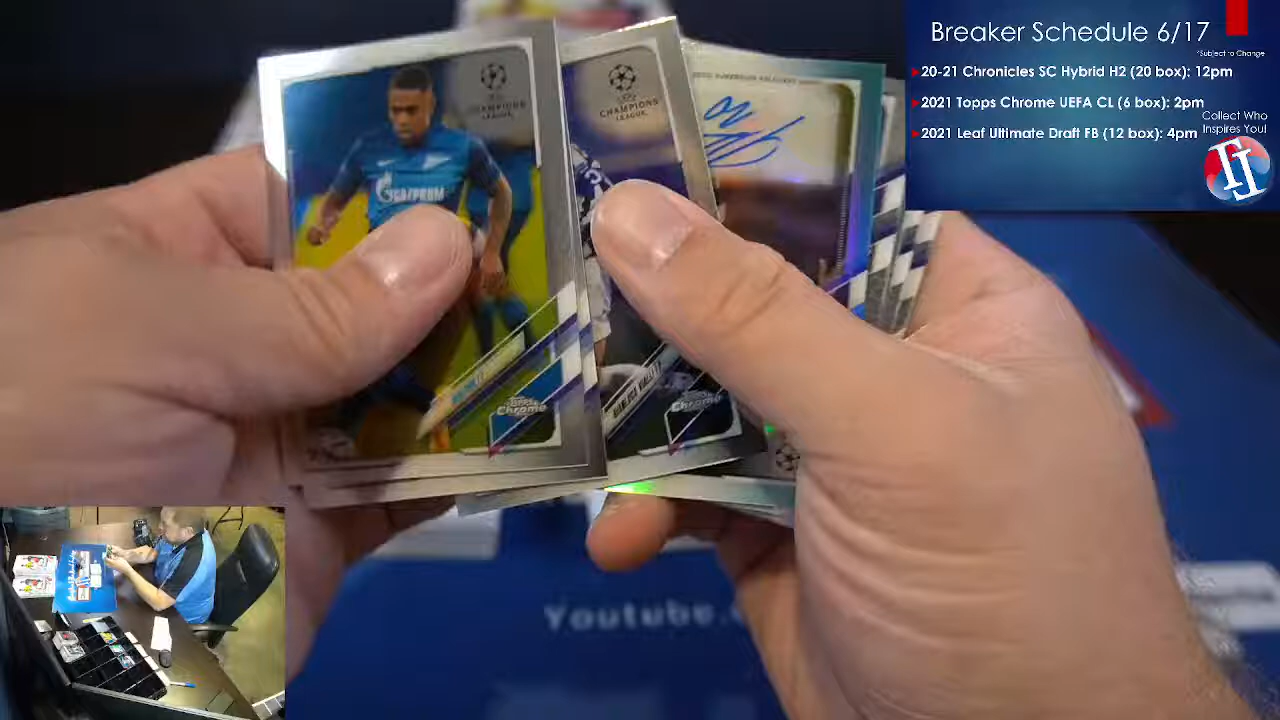 Breaker Schedule 6/17
*Subject to Change
20-21 Chronicles SC Hybrid H2 (20 box): 12pm
2021 Topps Chrome UEFA CL (6 box): 2pm
2021 Leaf Ultimate Draft FB (12 box): 4pm
Collect Who
Inspires You!
CHAMPIONS
LEAGUE
CHAMPIONS
LEAGUE
GAZPROM
Topps
Chrome
Chrome
Youtube.